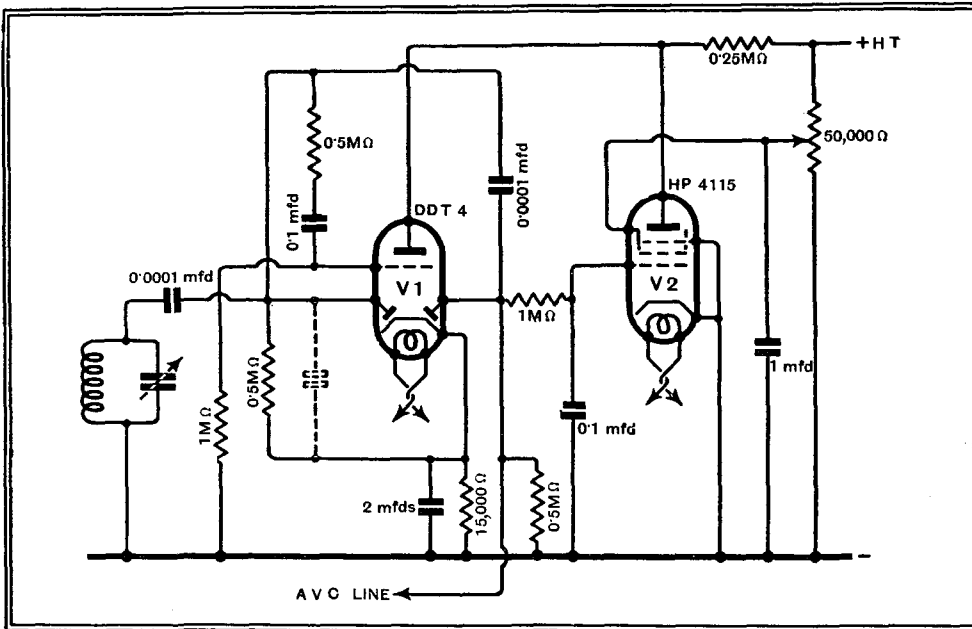 +HT
0·25MΩ
50,000 Ω
0·5MΩ
0·0001 mfd
HP 4115
DDT 4
0·1 mfd
0·0001 mfd
V1
V2
1MΩ
1 mfd
0·5MΩ
1MΩ
0·1 mfd
2 mfds
15,000Ω
0·5MΩ
-
AVC LINE